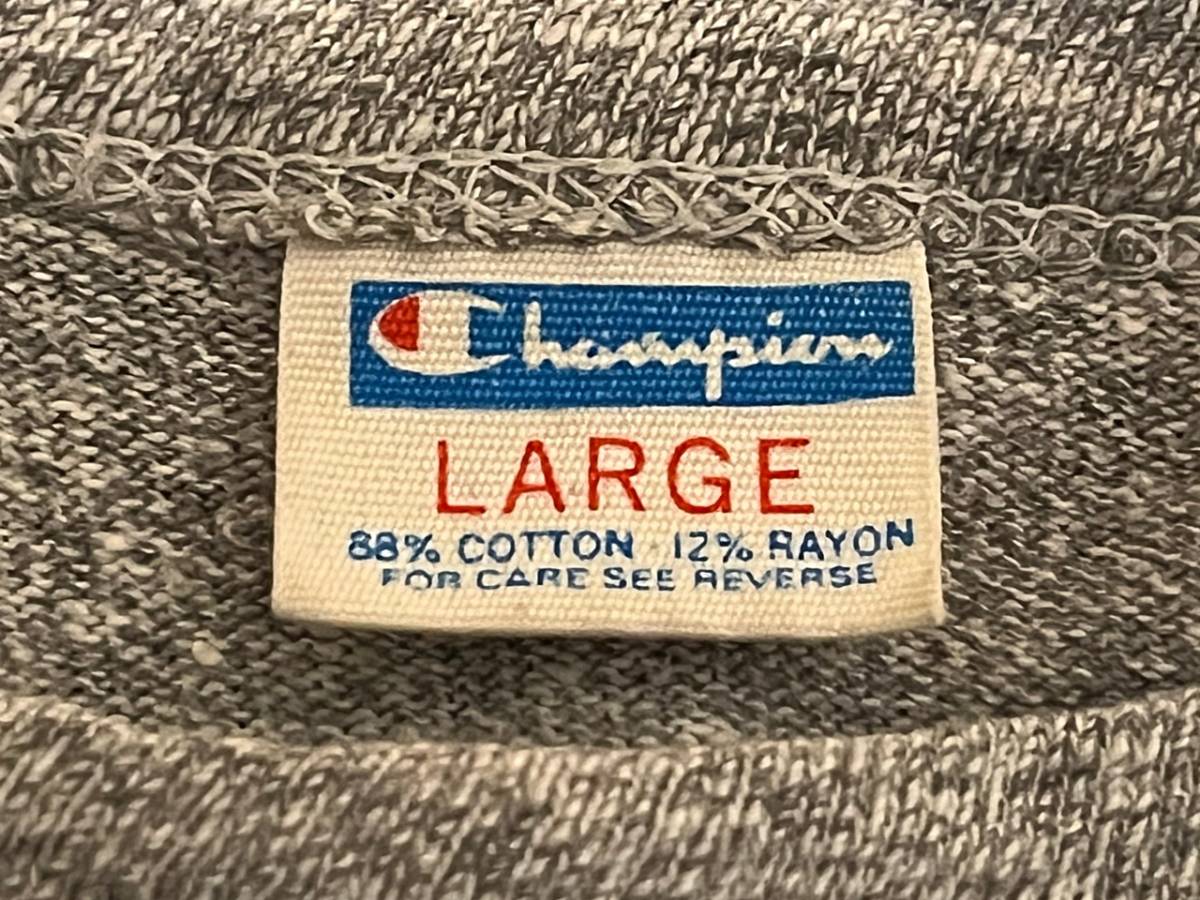 Champion
LARGE
88% COTTON 12% RAYON
FOR CARE SEE REVERSE